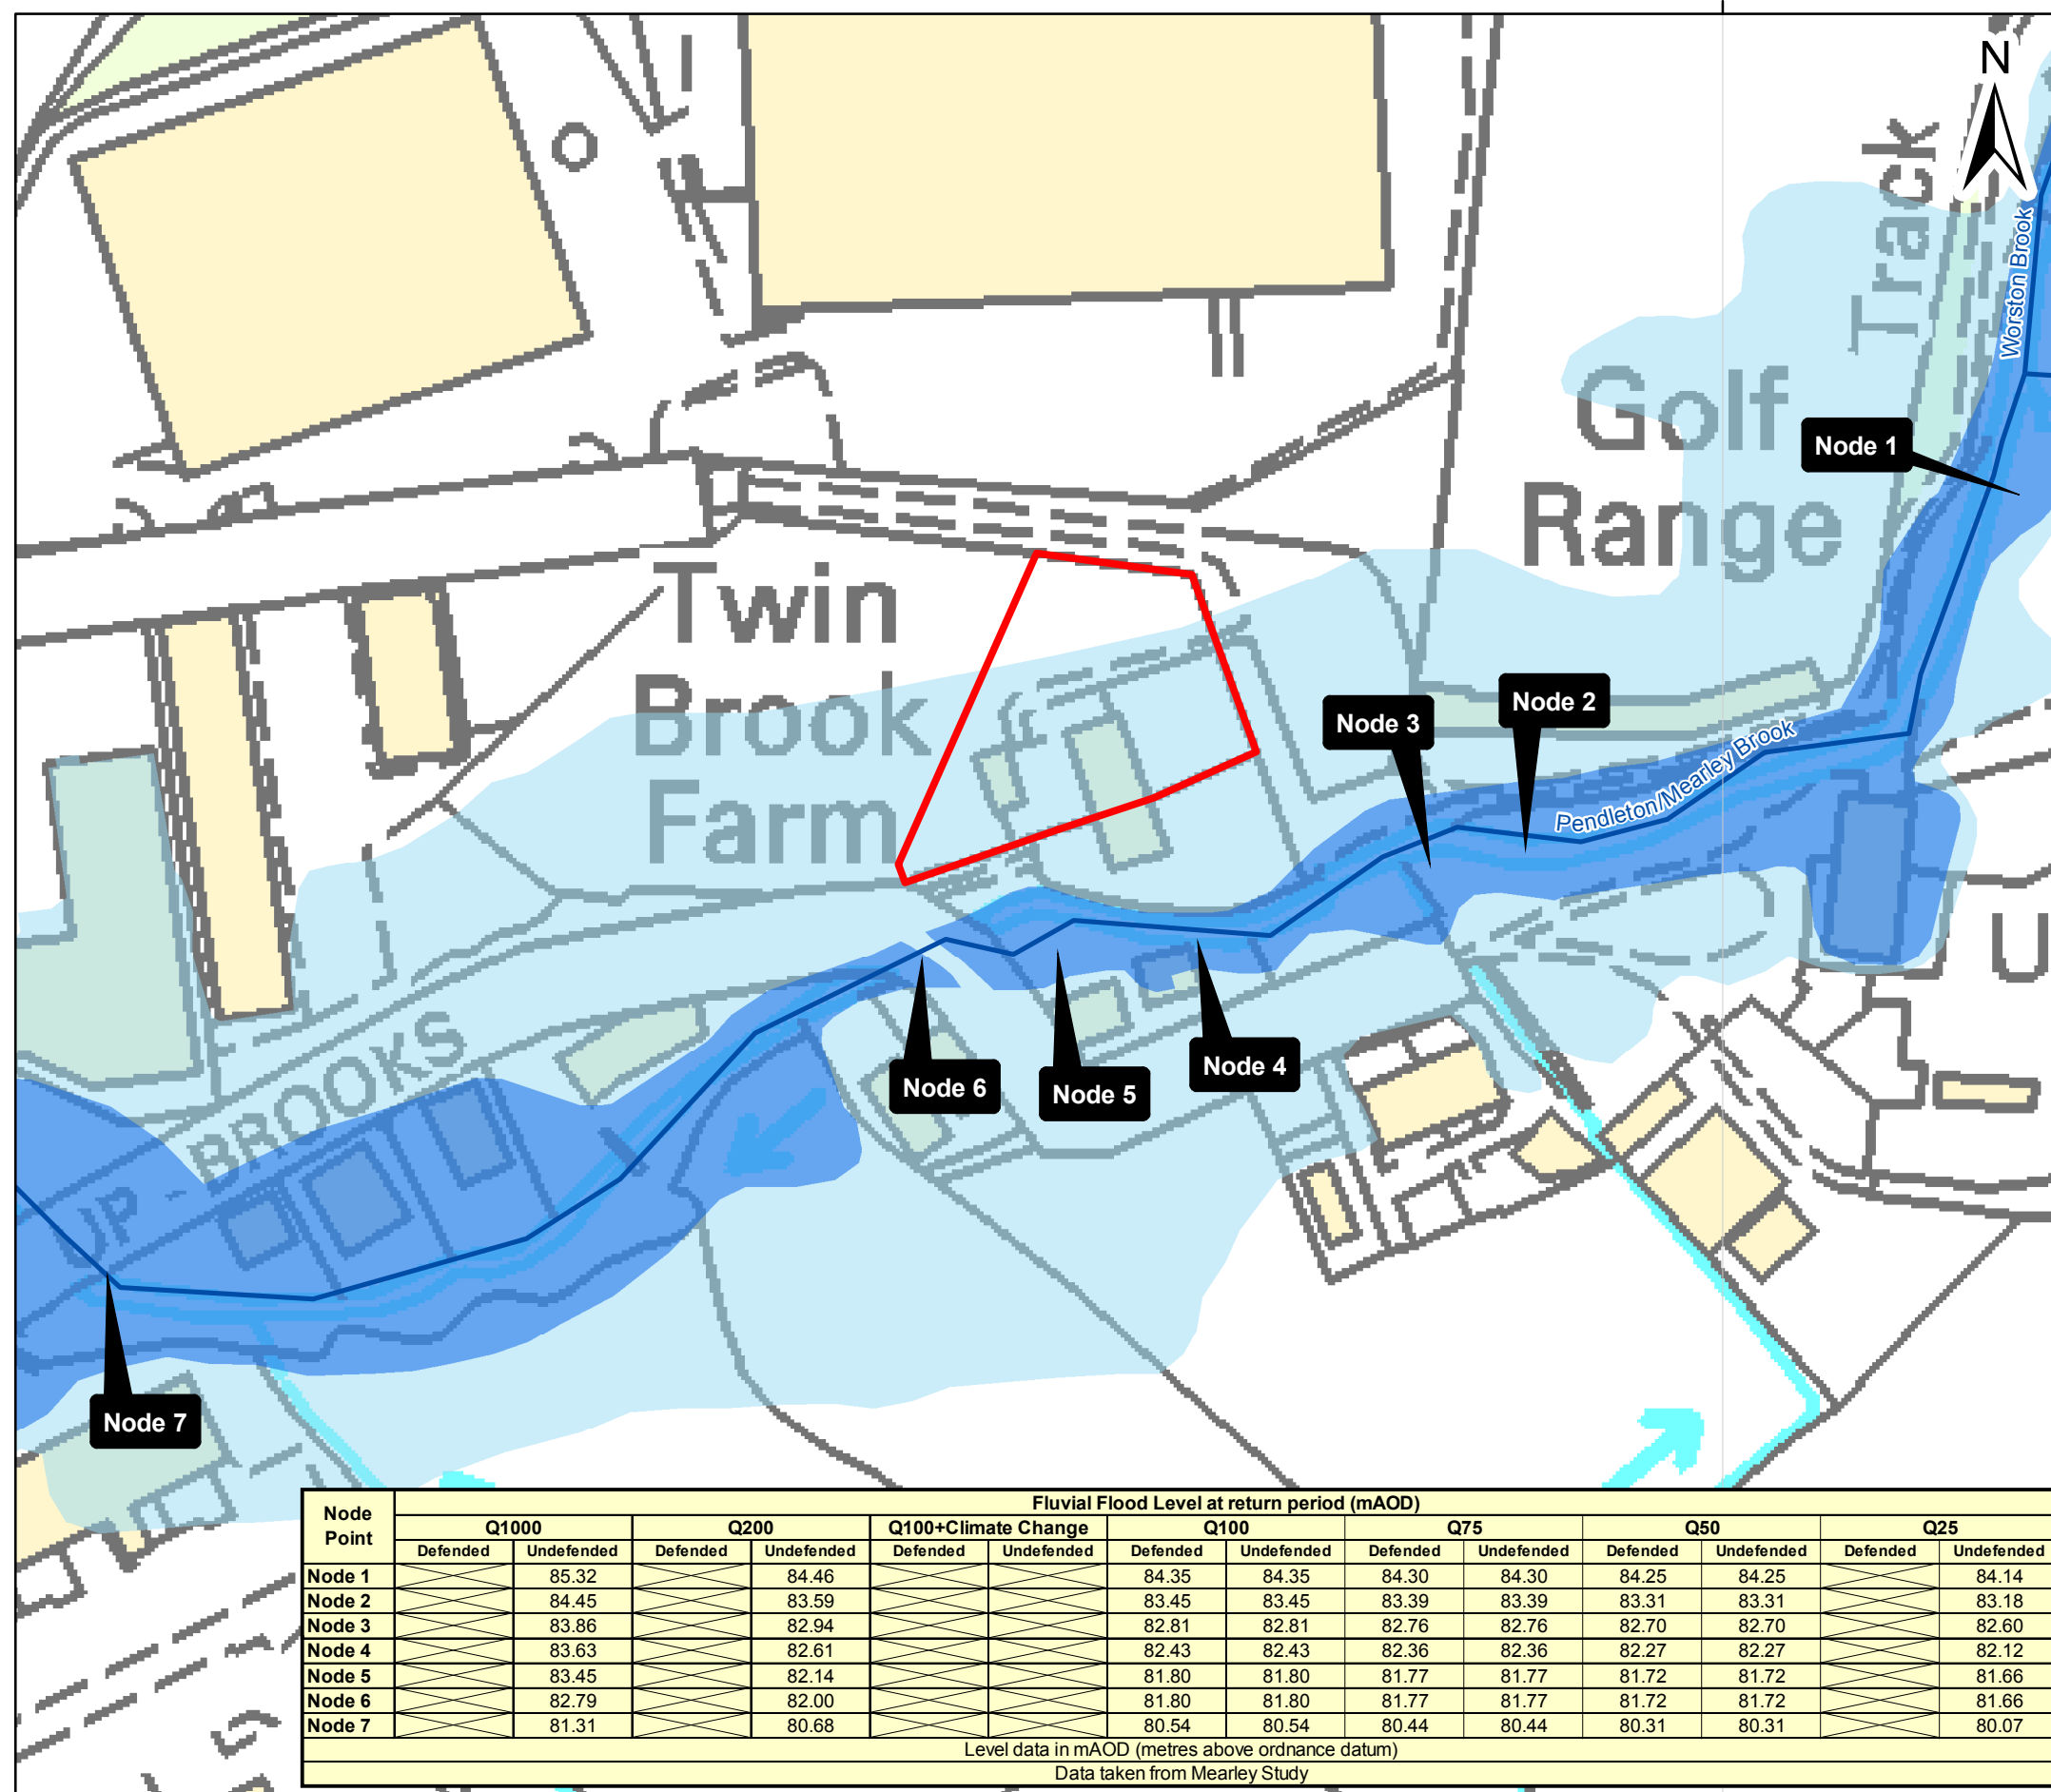 N
Track
Worston Brook
Golf
Range
Node 1
Twin
Brook
Farm
Node 2
Node 3
Pendleton/Mearley Brook
U
Node 4
Node 5
Node 6
UP - BROOKS
Node 7
Node Point | Fluvial Flood Level at return period (mAOD)
Q1000 | Q200 | Q100+Climate Change | Q100 | Q75 | Q50 | Q25
Defended | Undefended | Defended | Undefended | Defended | Undefended | Defended | Undefended | Defended | Undefended | Defended | Undefended | Defended | Undefended
Node 1 | 85.32 | 84.46 | 84.35 | 84.35 | 84.30 | 84.30 | 84.25 | 84.25 | 84.14
Node 2 | 84.45 | 83.59 | 83.45 | 83.45 | 83.39 | 83.39 | 83.31 | 83.31 | 83.18
Node 3 | 83.86 | 82.94 | 82.81 | 82.81 | 82.76 | 82.76 | 82.70 | 82.70 | 82.60
Node 4 | 83.63 | 82.61 | 82.43 | 82.43 | 82.36 | 82.36 | 82.27 | 82.27 | 82.12
Node 5 | 83.45 | 82.14 | 81.80 | 81.80 | 81.77 | 81.77 | 81.72 | 81.72 | 81.66
Node 6 | 82.79 | 82.00 | 81.80 | 81.80 | 81.77 | 81.77 | 81.72 | 81.72 | 81.66
Node 7 | 81.31 | 80.68 | 80.54 | 80.54 | 80.44 | 80.44 | 80.31 | 80.31 | 80.07
Level data in mAOD (metres above ordnance datum)
Data taken from Mearley Study